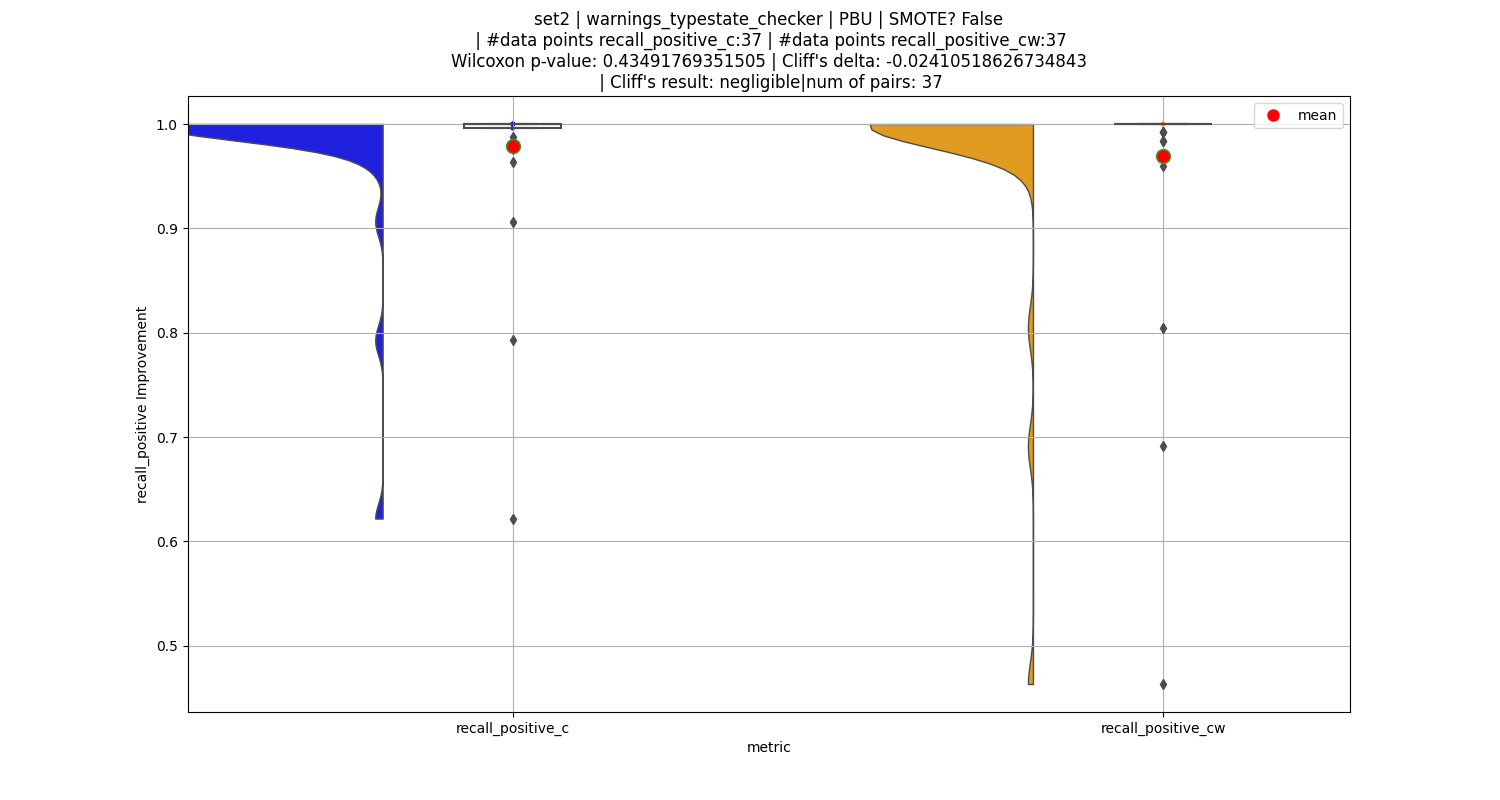 set2 | warnings_typestate_checker | PBU | SMOTE? False
| #data points recall_positive_c:37 | #data points recall_positive_cw:37
Wilcoxon p-value: 0.43491769351505 | Cliff's delta: -0.02410518626734843
| Cliff's result: negligible|num of pairs: 37
mean
1.0
0.9
0.8
0.7
0.6
0.5
recall_positive Improvement
recall_positive_c
recall_positive_cw
metric